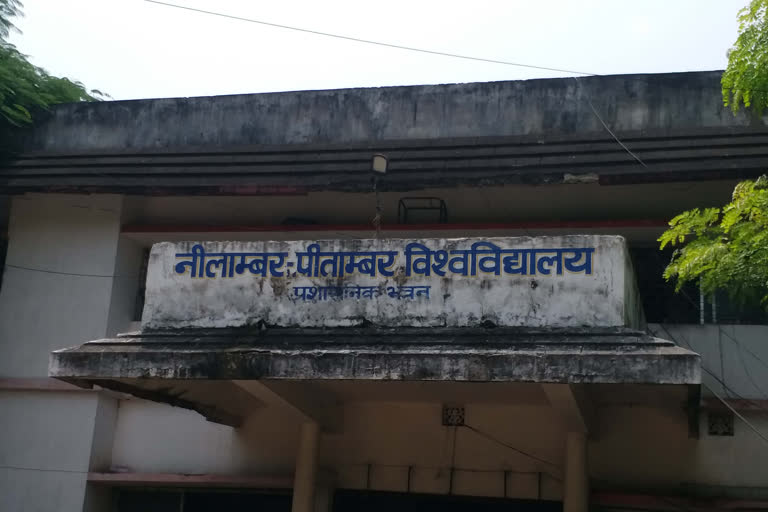 नीलाम्बर-पीताम्बर विश्वविद्यालय
प्रशासनिक भवन